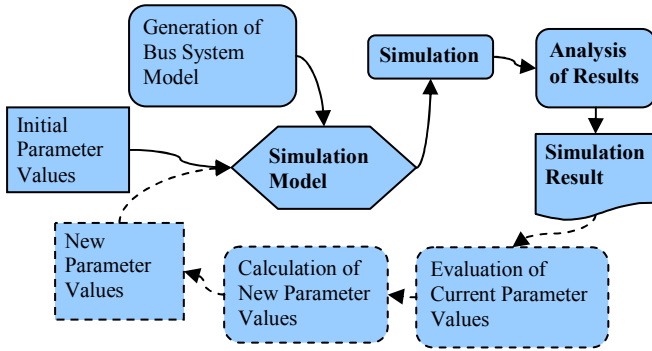 Generation of
Bus System
Model
Simulation
Analysis
of Results
Initial
Parameter
Values
Simulation
Model
Simulation
Result
New
Parameter
Values
Calculation of
New Parameter
Values
Evaluation of
Current Parameter
Values